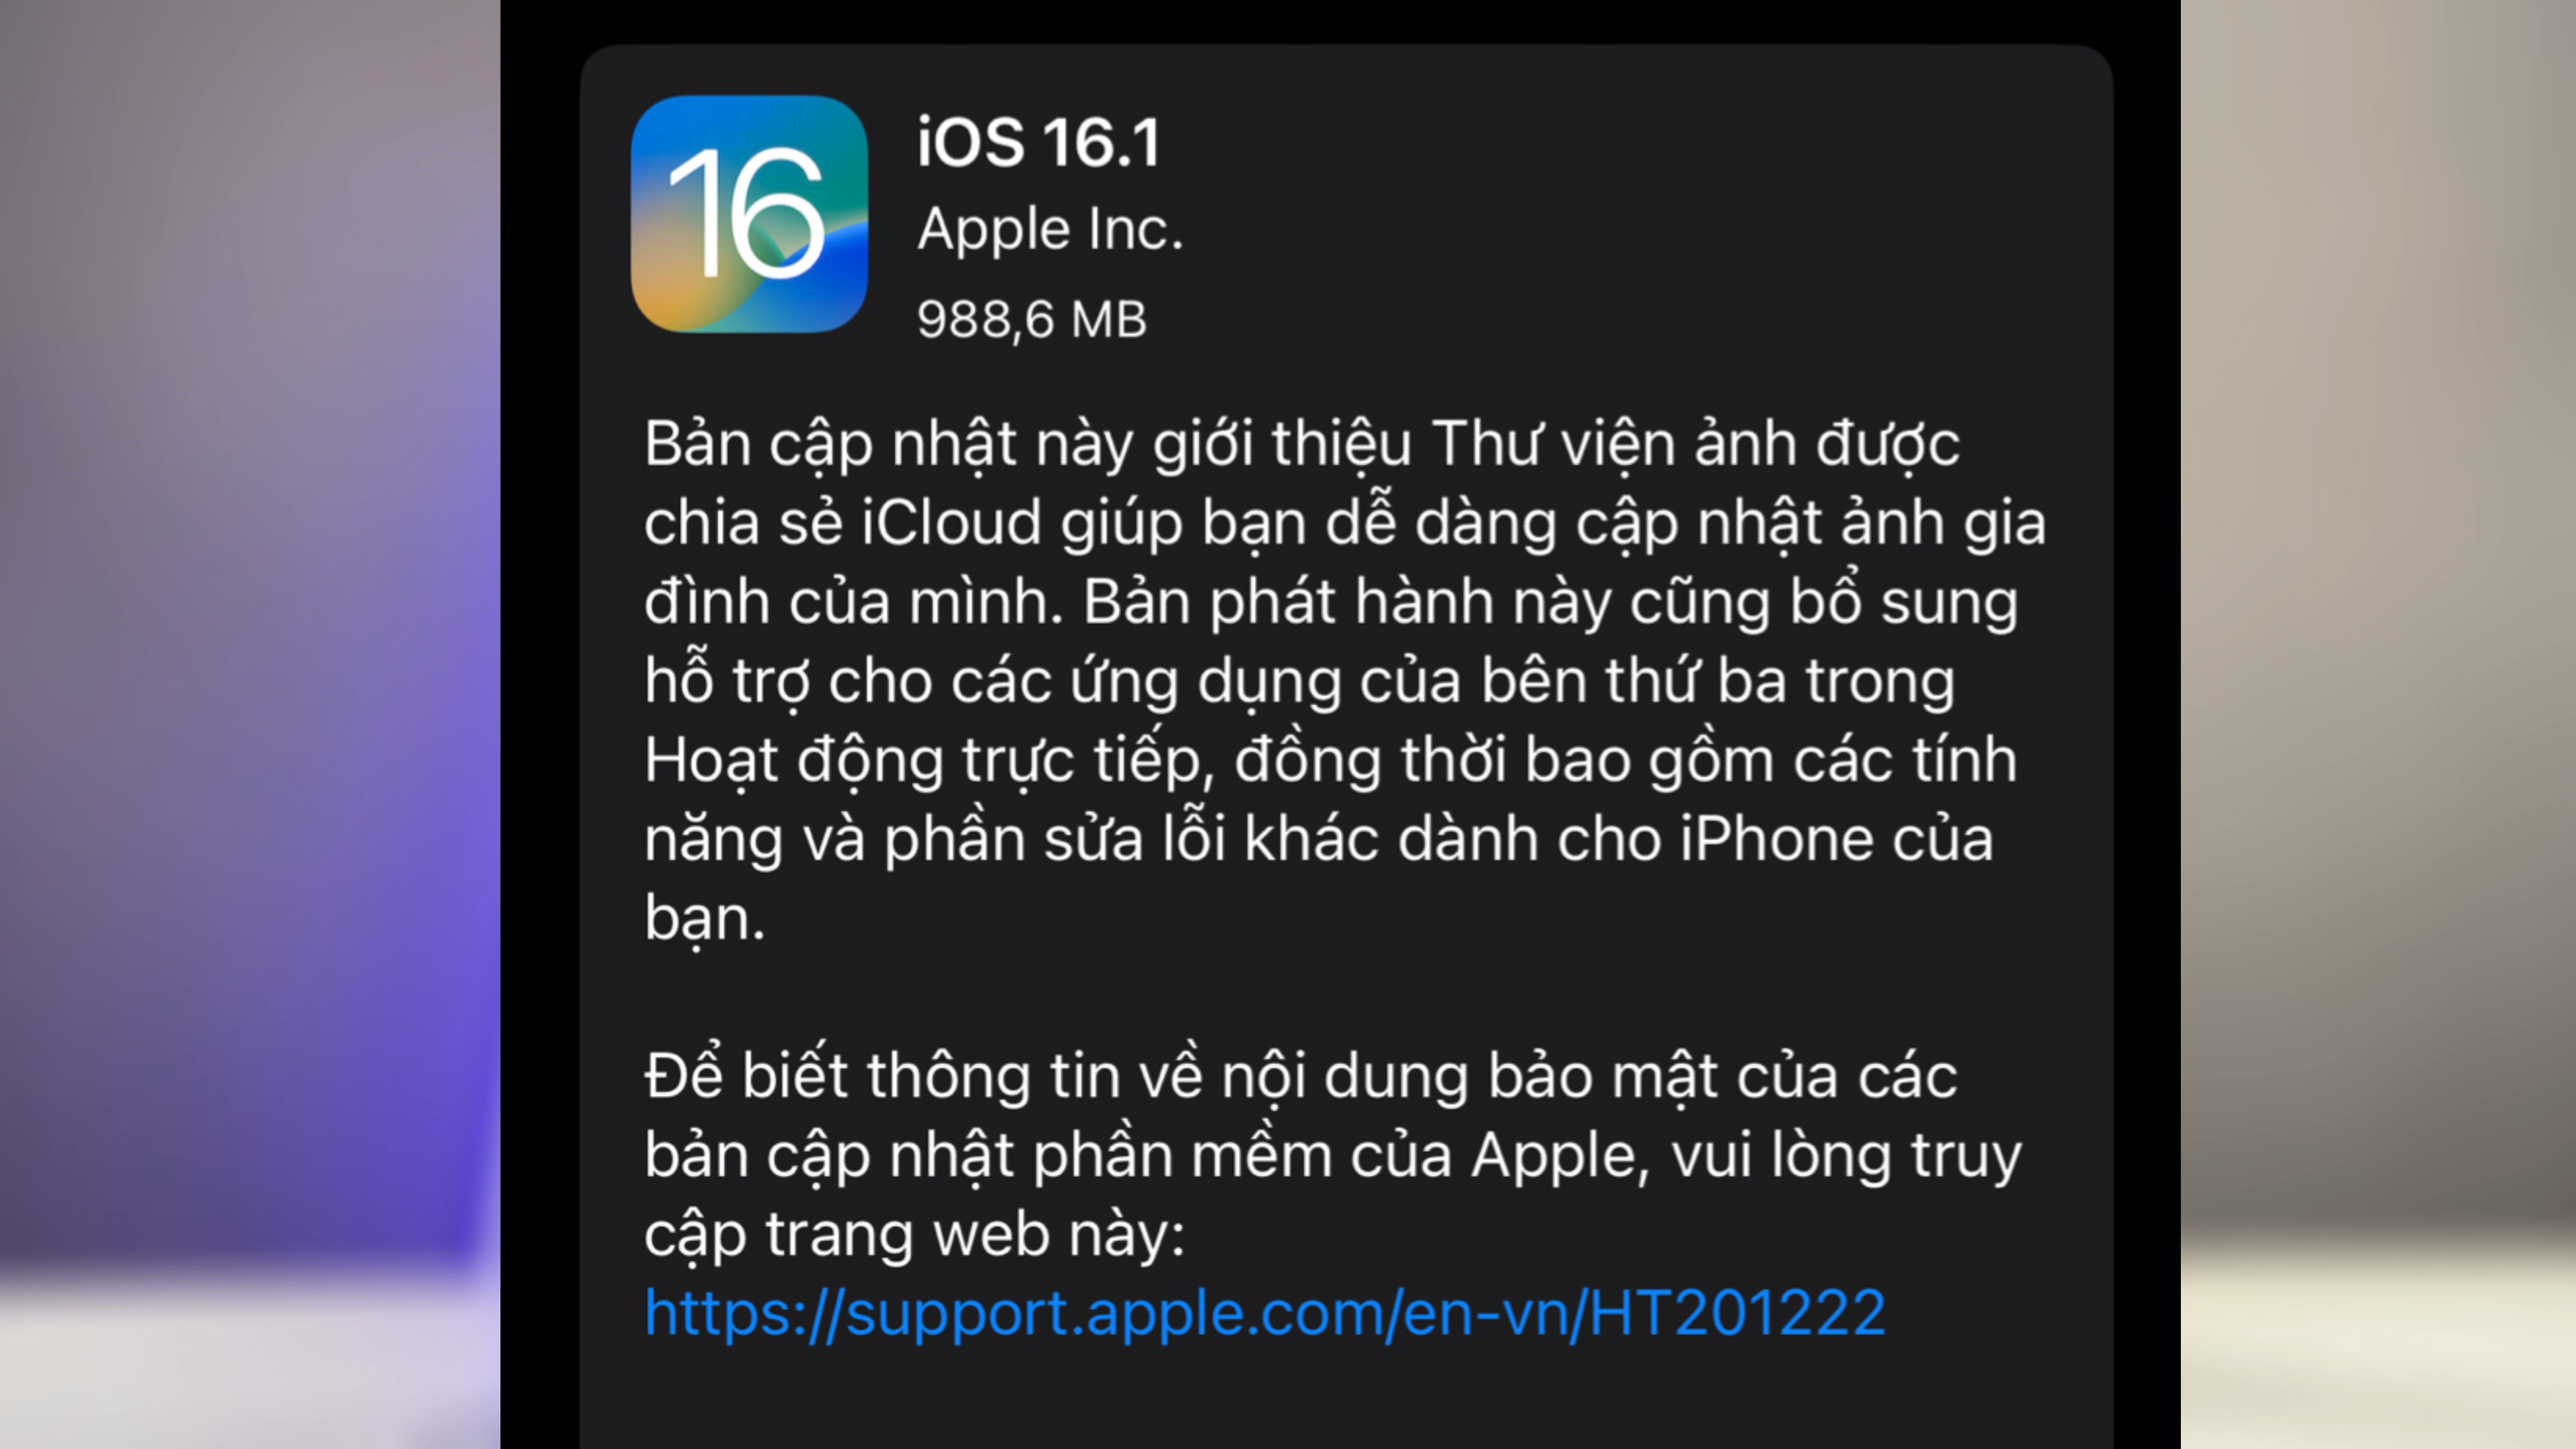 16
iOS 16.1
Apple Inc.
988,6 MB
Bản cập nhật này giới thiệu Thư viện ảnh được
chia sẻ iCloud giúp bạn dễ dàng cập nhật ảnh gia
đình của mình. Bản phát hành này cũng bổ sung
hỗ trợ cho các ứng dụng của bên thứ ba trong
Hoạt động trực tiếp, đồng thời bao gồm các tính
năng và phần sửa lỗi khác dành cho iPhone của
bạn.
Để biết thông tin về nội dung bảo mật của các
bản cập nhật phần mềm của Apple, vui lòng truy
cập trang web này:
https://support.apple.com/en-vn/HT201222